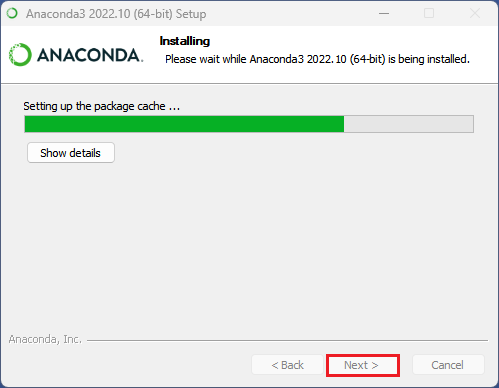 Anaconda3 2022.10 (64-bit) Setup
Installing
Please wait while Anaconda3 2022.10 (64-bit) is being installed.
ANACONDA.
Setting up the package cache ...
Show details
Anaconda, Inc.
< Back
Next >
Cancel